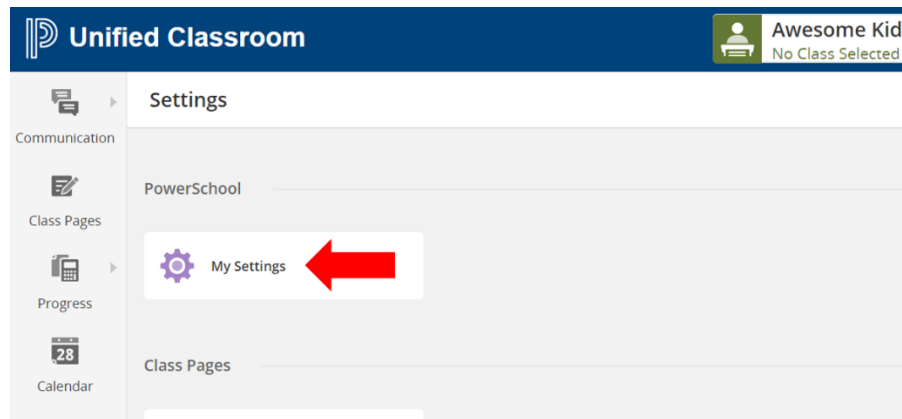 Unified Classroom
Awesome Kid
No Class Selected
Communication
Settings
Class Pages
PowerSchool
My Settings
Progress
28
Calendar
Class Pages